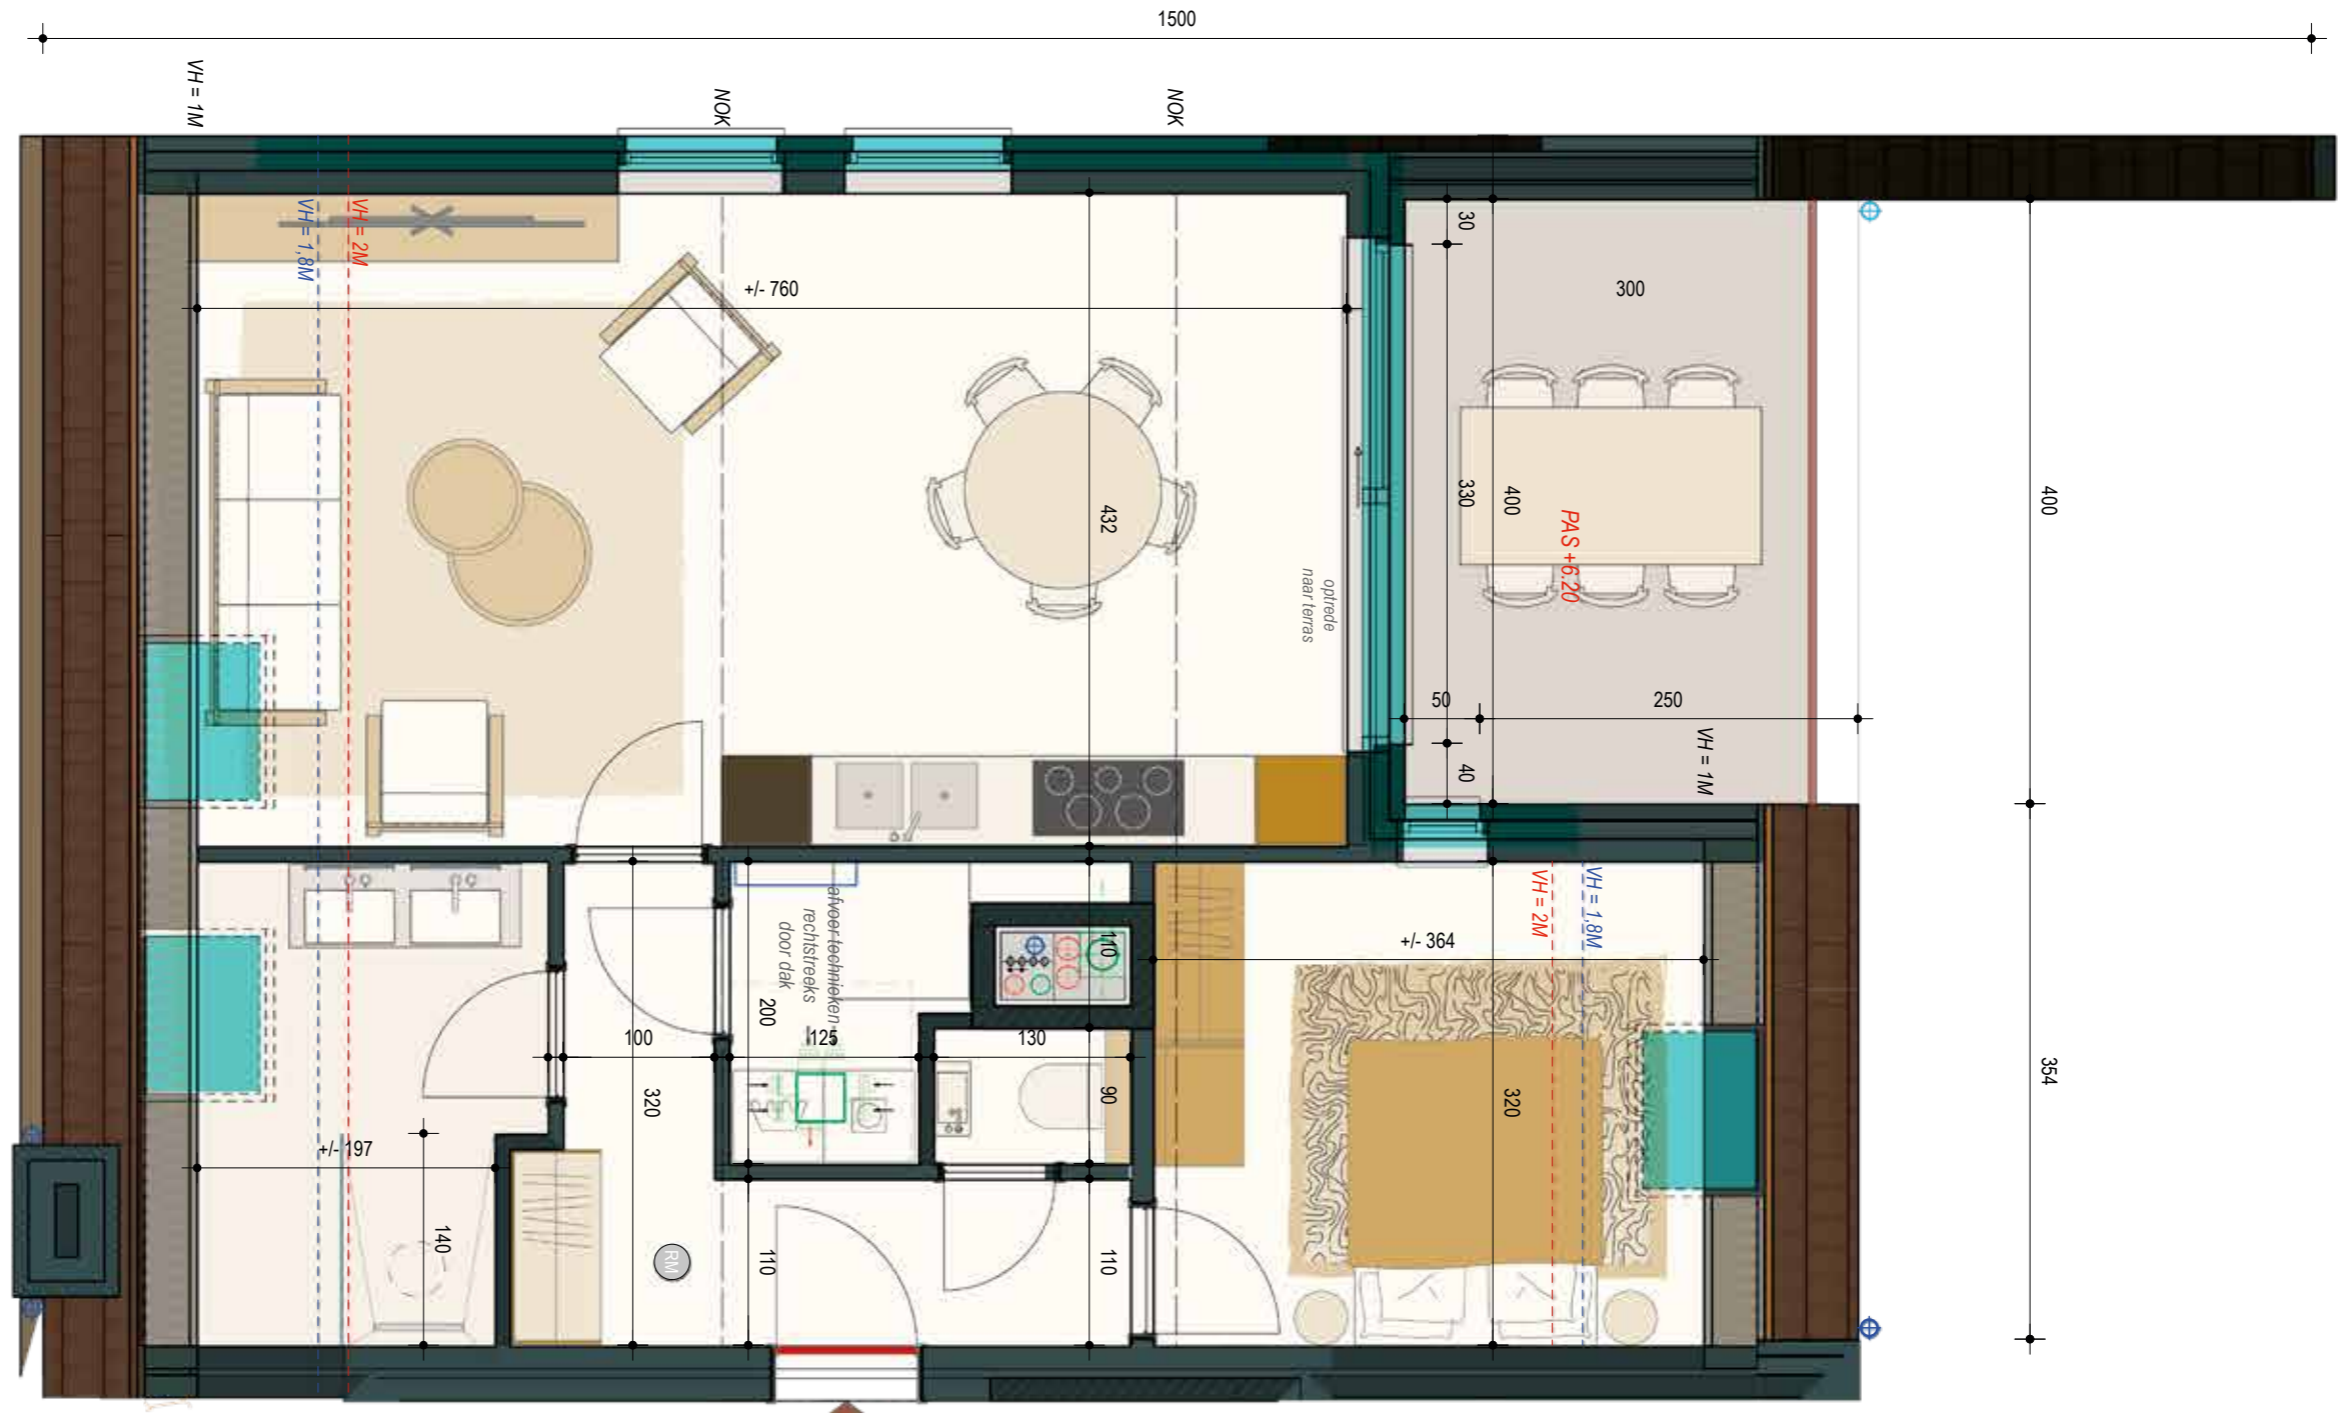 1500
VH = 1M
NOK
NOK
VH = 1,8M
VH = 2M
+/- 760
432
optrede
naar terras
30
300
330
400
PAS +6.20
50
250
40
VH = 1M
400
354
afvoer technieken
rechtstreeks
door dak
200
110
100
125
130
90
320
+/- 197
140
RM
110
110
+/- 364
VH = 2M
VH = 1,8M
320